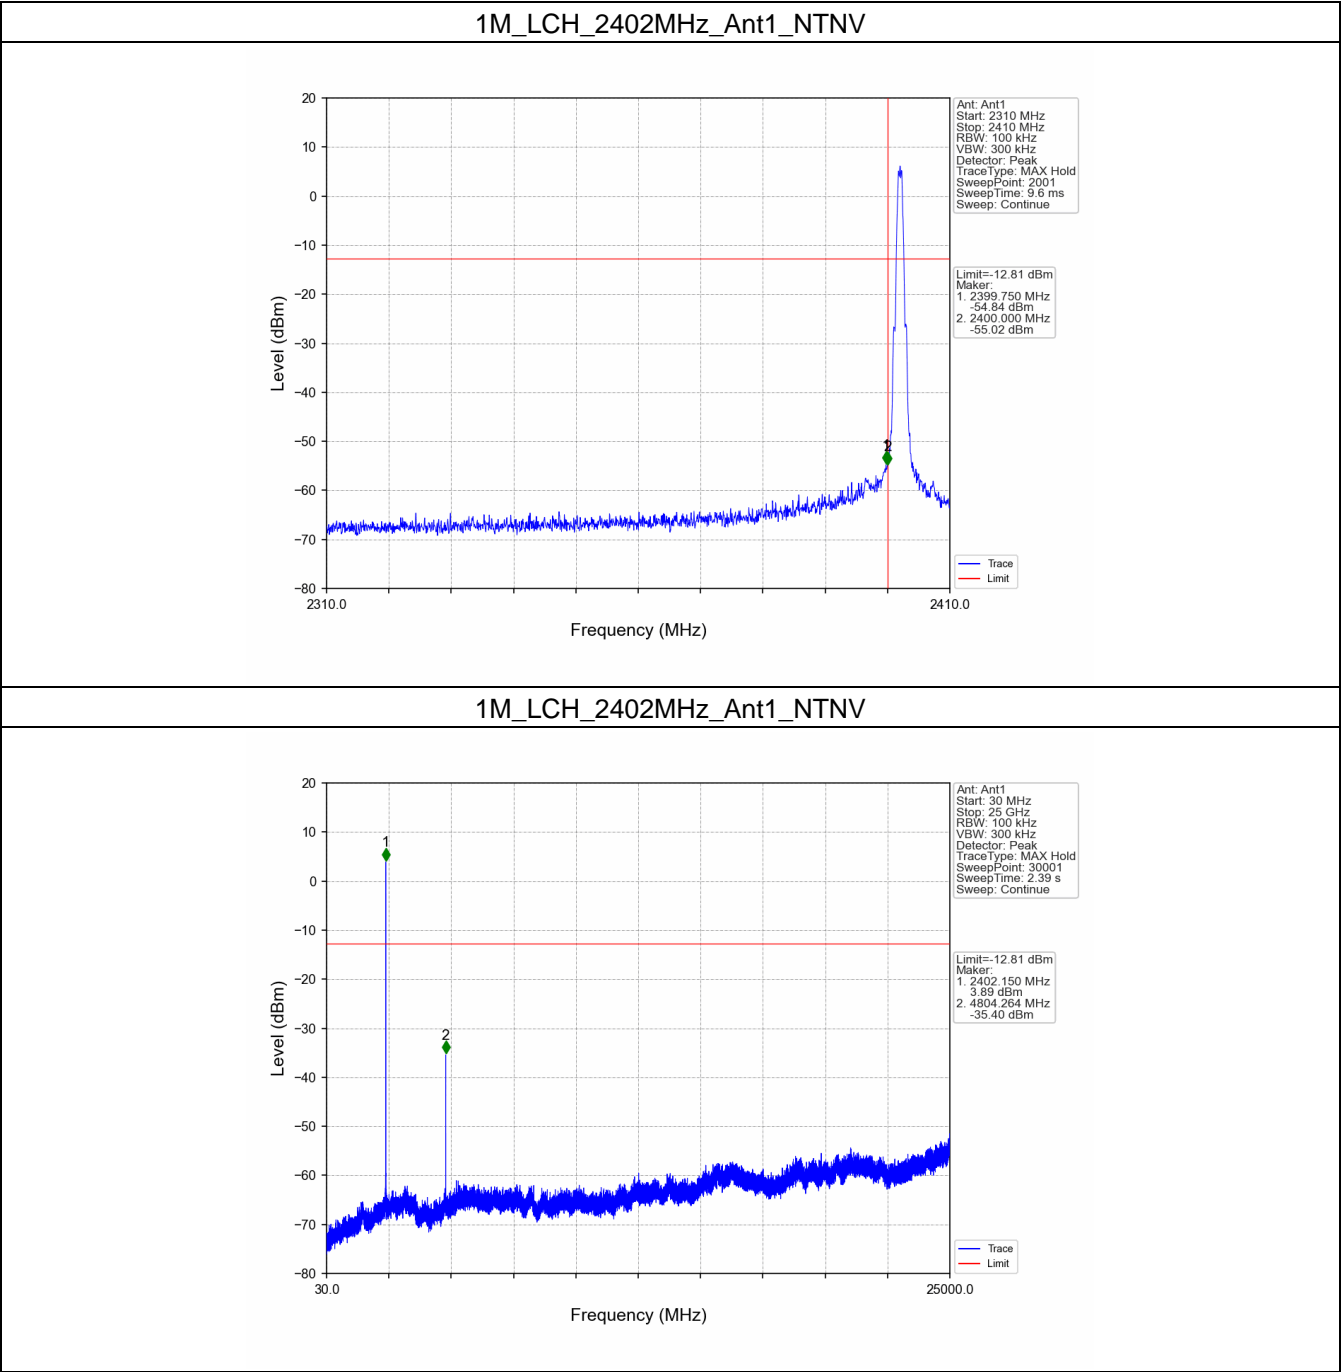 1M_LCH_2402MHz_Ant1_NTNV
20
10
0
−10
−20
−30
−40
−50
−60
−70
−80
Level (dBm)
2310.0
2410.0
Frequency (MHz)
2
Ant: Ant1
Start: 2310 MHz
Stop: 2410 MHz
RBW: 100 kHz
VBW: 300 kHz
Detector: Peak
TraceType: MAX Hold
SweepPoint: 2001
SweepTime: 9.6 ms
Sweep: Continue
Limit=-12.81 dBm
Maker:
1. 2399.750 MHz
-54.84 dBm
2. 2400.000 MHz
-55.02 dBm
Trace
Limit
1M_LCH_2402MHz_Ant1_NTNV
20
10
0
−10
−20
−30
−40
−50
−60
−70
−80
Level (dBm)
30.0
25000.0
Frequency (MHz)
1
2
Ant: Ant1
Start: 30 MHz
Stop: 25 GHz
RBW: 100 kHz
VBW: 300 kHz
Detector: Peak
TraceType: MAX Hold
SweepPoint: 30001
SweepTime: 2.39 s
Sweep: Continue
Limit=-12.81 dBm
Maker:
1. 2402.150 MHz
3.89 dBm
2. 4804.264 MHz
-35.40 dBm
Trace
Limit